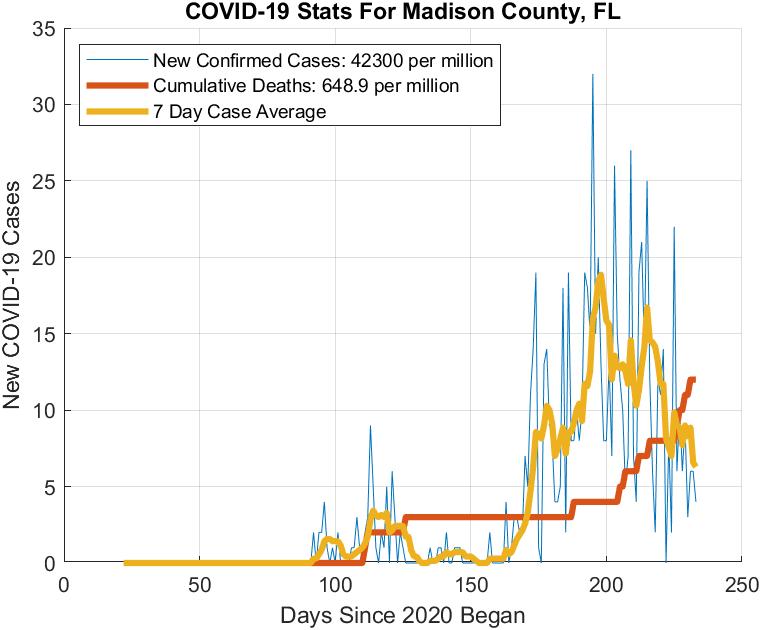 COVID-19 Stats For Madison County, FL
New Confirmed Cases: 42300 per million
Cumulative Deaths: 648.9 per million
7 Day Case Average
New COVID-19 Cases
35
30
25
20
15
10
5
0
0 50 100 150 200 250
Days Since 2020 Began